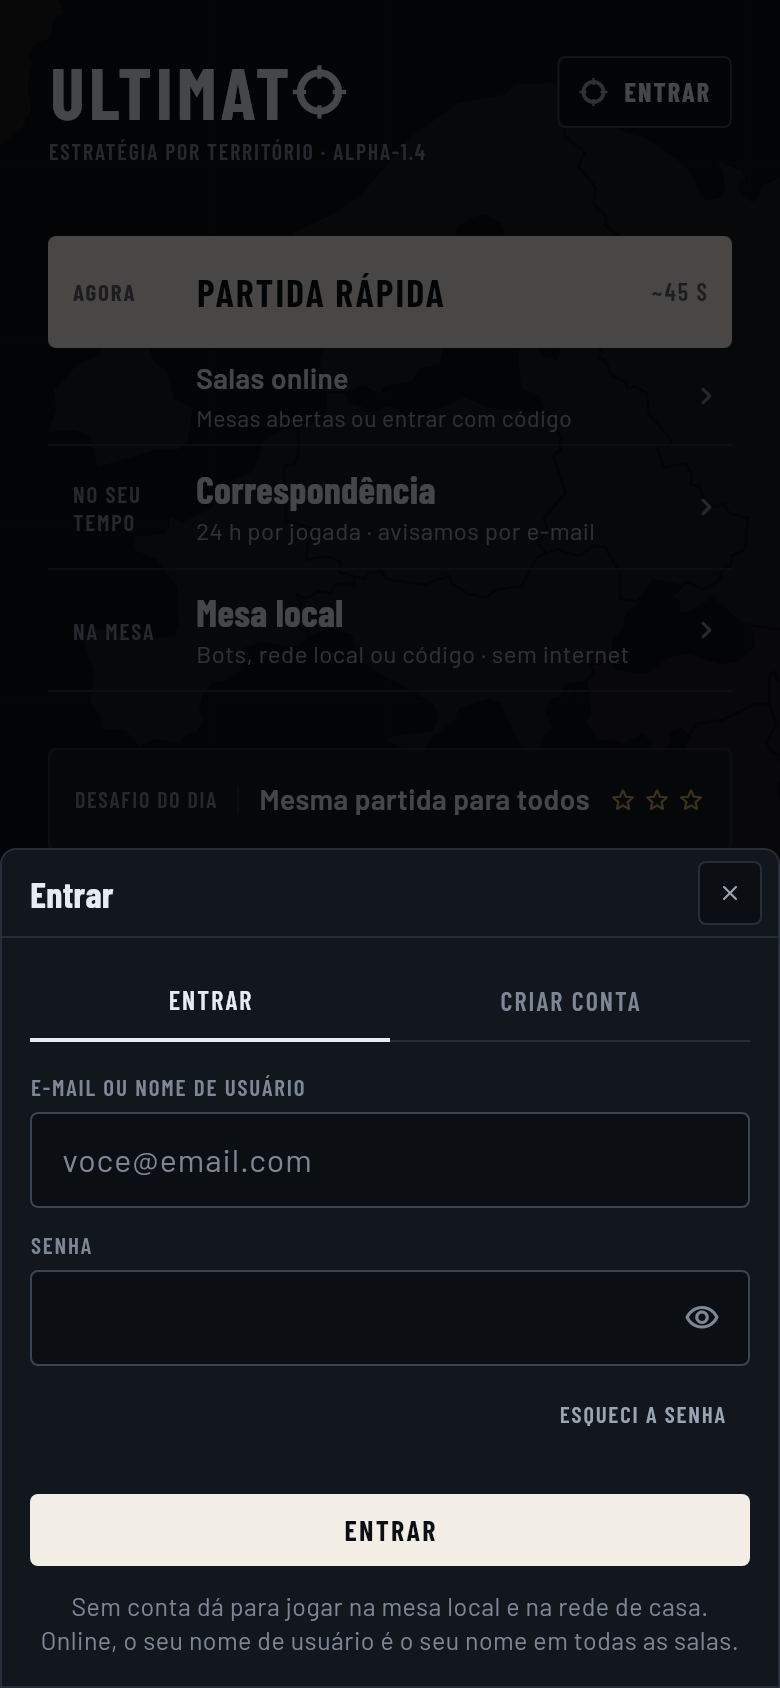 ULTIMATO
ENTRAR
ESTRATÉGIA POR TERRITÓRIO · ALPHA-1.4
AGORA
PARTIDA RÁPIDA
~45 S
Salas online
Mesas abertas ou entrar com código
NO SEU
TEMPO
Correspondência
24 h por jogada · avisamos por e-mail
NA MESA
Mesa local
Bots, rede local ou código · sem internet
DESAFIO DO DIA
Mesma partida para todos
Entrar
ENTRAR
CRIAR CONTA
E-MAIL OU NOME DE USUÁRIO
voce@email.com
SENHA
ESQUECI A SENHA
ENTRAR
Sem conta dá para jogar na mesa local e na rede de casa.
Online, o seu nome de usuário é o seu nome em todas as salas.